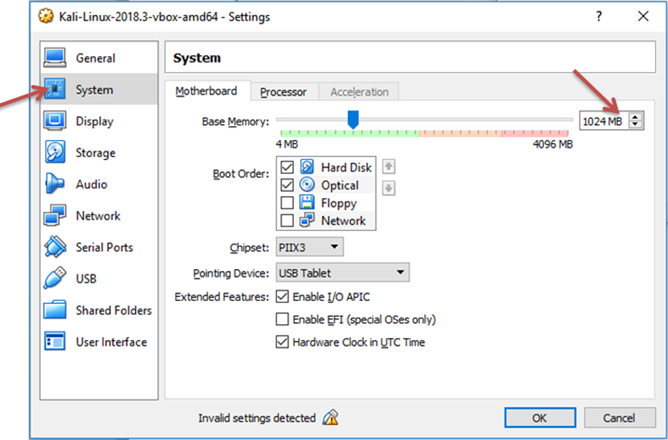 Kali-Linux-2018.3-vbox-amd64 - Settings ?
General
System
Display
Storage
Audio
Network
Serial Ports
USB
Shared Folders
User Interface
System
Motherboard Processor Acceleration
Base Memory: 1024 MB
4 MB 4096 MB
Boot Order: Hard Disk
Optical
Floppy
Network
Chipset: PIIX3
Pointing Device: USB Tablet
Extended Features: Enable I/O APIC
Enable EFI (special OSes only)
Hardware Clock in UTC Time
Invalid settings detected OK Cancel